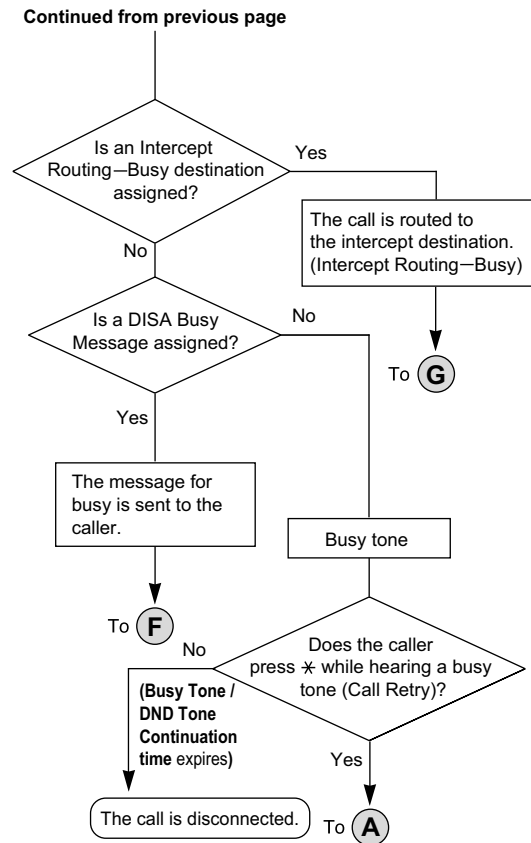 Continued from previous page
Is an Intercept
Routing—Busy destination
assigned?
Yes
The call is routed to
the intercept destination.
(Intercept Routing—Busy)
No
To G
Is a DISA Busy
Message assigned?
No
Yes
The message for
busy is sent to the
caller.
Busy tone
To F
Does the caller
press * while hearing a busy
tone (Call Retry)?
No
(Busy Tone /
DND Tone
Continuation
time expires)
Yes
The call is disconnected.
To A